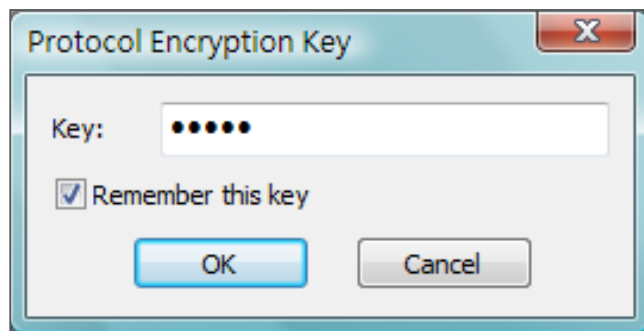 Protocol Encryption Key
Key: •••••
Remember this key
OK Cancel